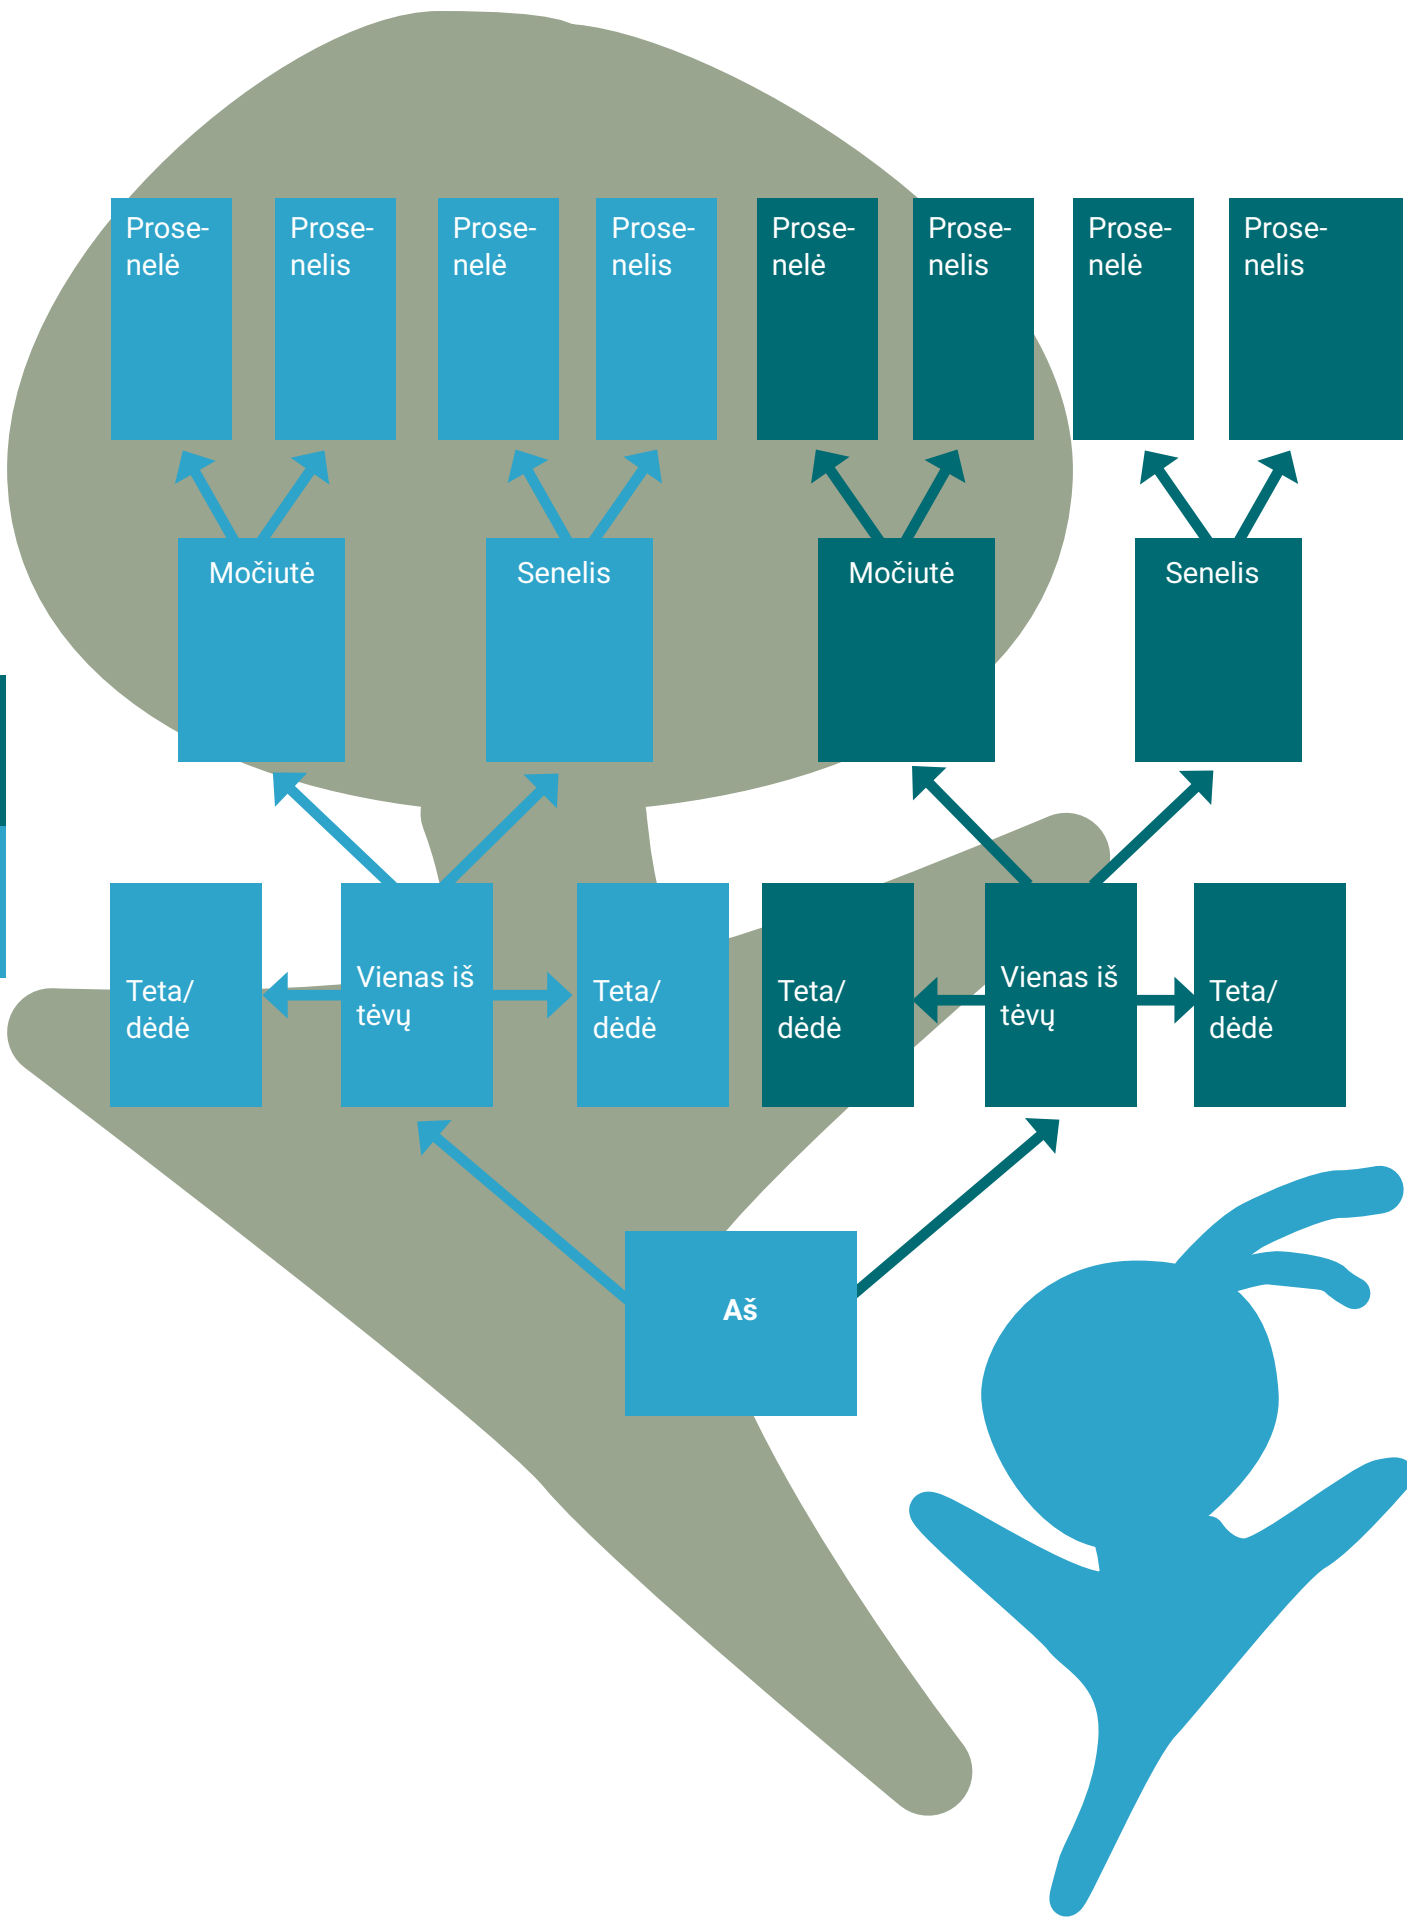 Prose-
nelė
Prose-
nelis
Prose-
nelė
Prose-
nelis
Prose-
nelė
Prose-
nelis
Prose-
nelė
Prose-
nelis
Močiutė
Senelis
Močiutė
Senelis
Teta/
dėdė
Vienas iš
tėvų
Teta/
dėdė
Teta/
dėdė
Vienas iš
tėvų
Teta/
dėdė
Aš